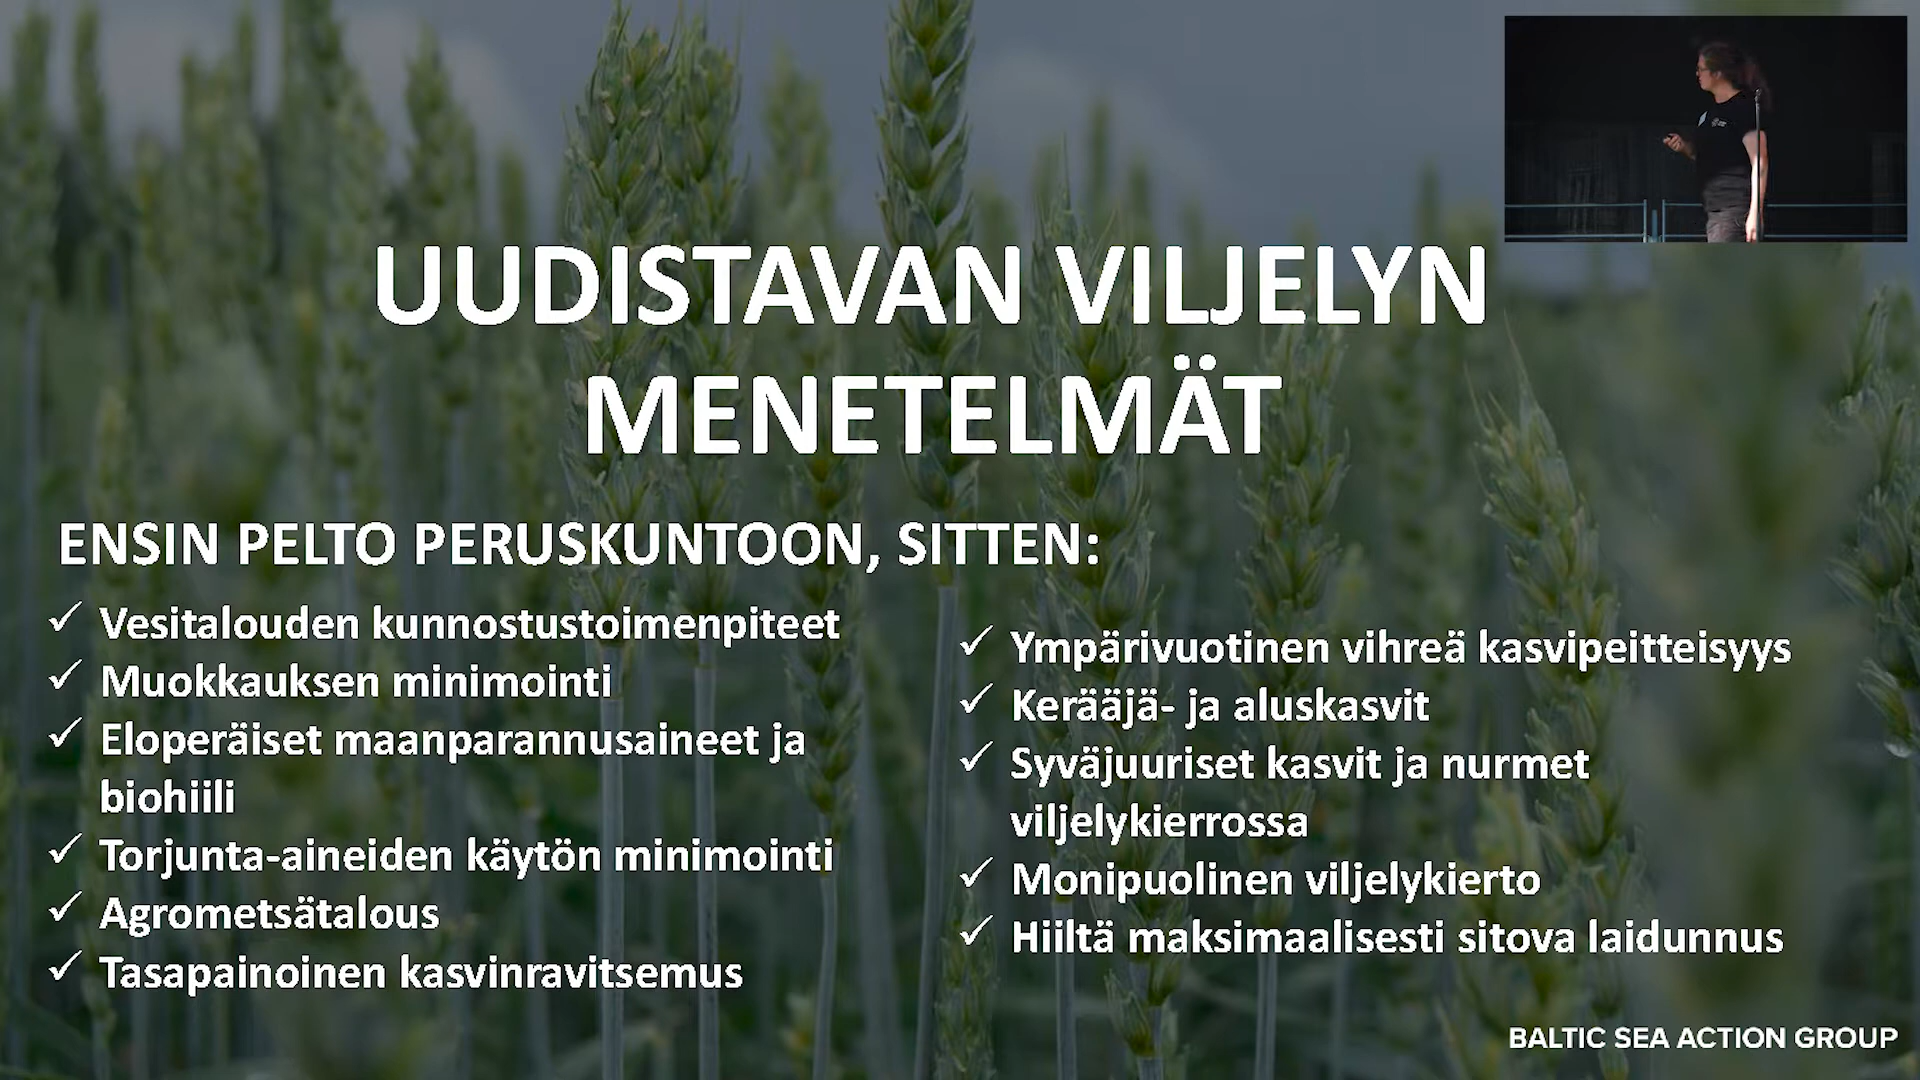 UUDISTAVAN VILJELYN
MENETELMÄT
ENSIN PELTO PERUSKUNTOON, SITTEN:
✓ Vesitalouden kunnostustoimenpiteet
✓ Muokkauksen minimointi
✓ Eloperäiset maanparannusaineet ja
biohiili
✓ Torjunta-aineiden käytön minimointi
✓ Agrometsätalous
✓ Tasapainoinen kasvinravitsemus
✓ Ympärivuotinen vihreä kasvipeitteisyys
✓ Kerääjä- ja aluskasvit
✓ Syväjuuriset kasvit ja nurmet
viljelykierrossa
✓ Monipuolinen viljelykierto
✓ Hiiltä maksimaalisesti sitova laidunnus
BALTIC SEA ACTION GROUP